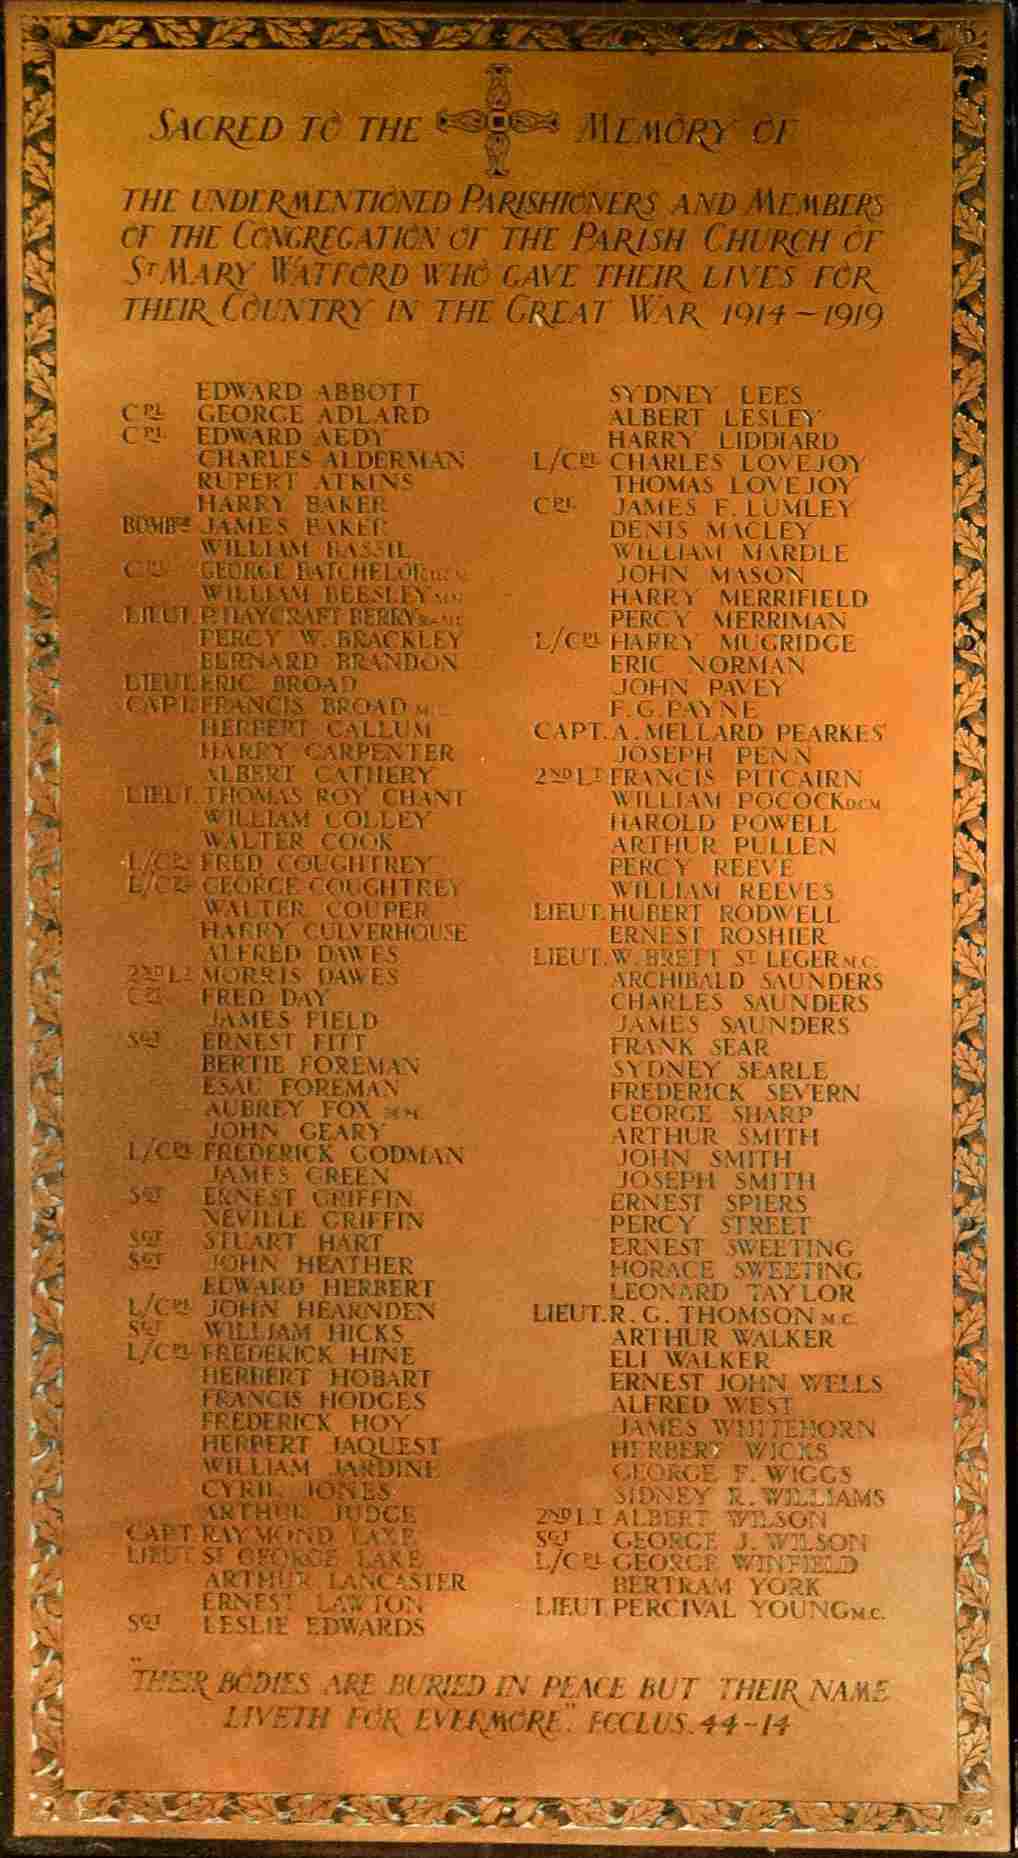 SACRED TO THE MEMORY OF
THE UNDERMENTIONED PARISHIONERS AND MEMBERS
OF THE CONGREGATION OF THE PARISH CHURCH OF
ST MARY WATFORD WHO GAVE THEIR LIVES FOR
THEIR COUNTRY IN THE GREAT WAR 1914~1919
EDWARD ABBOTT
CPL GEORGE ADLARD
CPL EDWARD AEDY
CHARLES ALDERMAN
RUPERT ATKINS
HARRY BAKER
BOMBDR JAMES BAKER
WILLIAM BASSIL
CPL GEORGE BATCHELOR
WILLIAM BEESLEY
LIEUT. P. HAYCRAFT BERRY
PERCY W. BRACKLEY
BERNARD BRANDON
LIEUT. ERIC BROAD
CAPT. FRANCIS BROAD
HERBERT CALLUM
HARRY CARPENTER
ALBERT CATHERY
LIEUT. THOMAS ROY CHANT
WILLIAM COLLEY
WALTER COOK
L/CPL FRED COUGHTREY
L/CPL GEORGE COUGHTREY
WALTER COUPER
HARRY CULVERHOUSE
ALFRED DAWES
2ND LT MORRIS DAWES
CPL FRED DAY
JAMES FIELD
SGT ERNEST FITT
BERTIE FOREMAN
ESAU FOREMAN
AUBREY FOX M.M.
JOHN GEARY
L/CPL FREDERICK GODMAN
JAMES GREEN
SGT ERNEST GRIFFIN
NEVILLE GRIFFIN
SGT STUART HART
SGT JOHN HEATHER
EDWARD HERBERT
L/CPL JOHN HEARNDEN
SGT WILLIAM HICKS
L/CPL FREDERICK HINE
HERBERT HOBART
FRANCIS HODGES
FREDERICK HOY
HERBERT JAQUEST
WILLIAM JARDINE
CYRIL JONES
ARTHUR JUDGE
CAPT. RAYMOND LAKE
LIEUT ST GEORGE LAKE
ARTHUR LANCASTER
ERNEST LAWTON
SGT LESLIE EDWARDS
SYDNEY LEES
ALBERT LESLEY
HARRY LIDDIARD
L/CPL CHARLES LOVEJOY
THOMAS LOVEJOY
CPL JAMES F. LUMLEY
DENIS MACLEY
WILLIAM MARDLE
JOHN MASON
HARRY MERRIFIELD
PERCY MERRIMAN
L/CPL HARRY MUGRIDGE
ERIC NORMAN
JOHN PAVEY
F. G. PAYNE
CAPT. A. MELLARD PEARKES
JOSEPH PENN
2ND LT FRANCIS PITCAIRN
WILLIAM POCOCK D.C.M
HAROLD POWELL
ARTHUR PULLEN
PERCY REEVE
WILLIAM REEVES
LIEUT. HUBERT RODWELL
ERNEST ROSHIER
LIEUT. W. BRETT ST LEGER M.C.
ARCHIBALD SAUNDERS
CHARLES SAUNDERS
JAMES SAUNDERS
FRANK SEAR
SYDNEY SEARLE
FREDERICK SEVERN
GEORGE SHARP
ARTHUR SMITH
JOHN SMITH
JOSEPH SMITH
ERNEST SPIERS
PERCY STREET
ERNEST SWEETING
HORACE SWEETING
LEONARD TAYLOR
LIEUT. R. G. THOMSON M.C.
ARTHUR WALKER
ELI WALKER
ERNEST JOHN WELLS
ALFRED WEST
JAMES WHITEHORN
HERBERT WICKS
GEORGE F. WIGGS
SIDNEY R. WILLIAMS
2ND LT ALBERT WILSON
SGT GEORGE J. WILSON
L/CPL GEORGE WINFIELD
BERTRAM YORK
LIEUT. PERCIVAL YOUNG M.C.
"THEIR BODIES ARE BURIED IN PEACE BUT THEIR NAME
LIVETH FOR EVERMORE". ECCLUS. 44-14